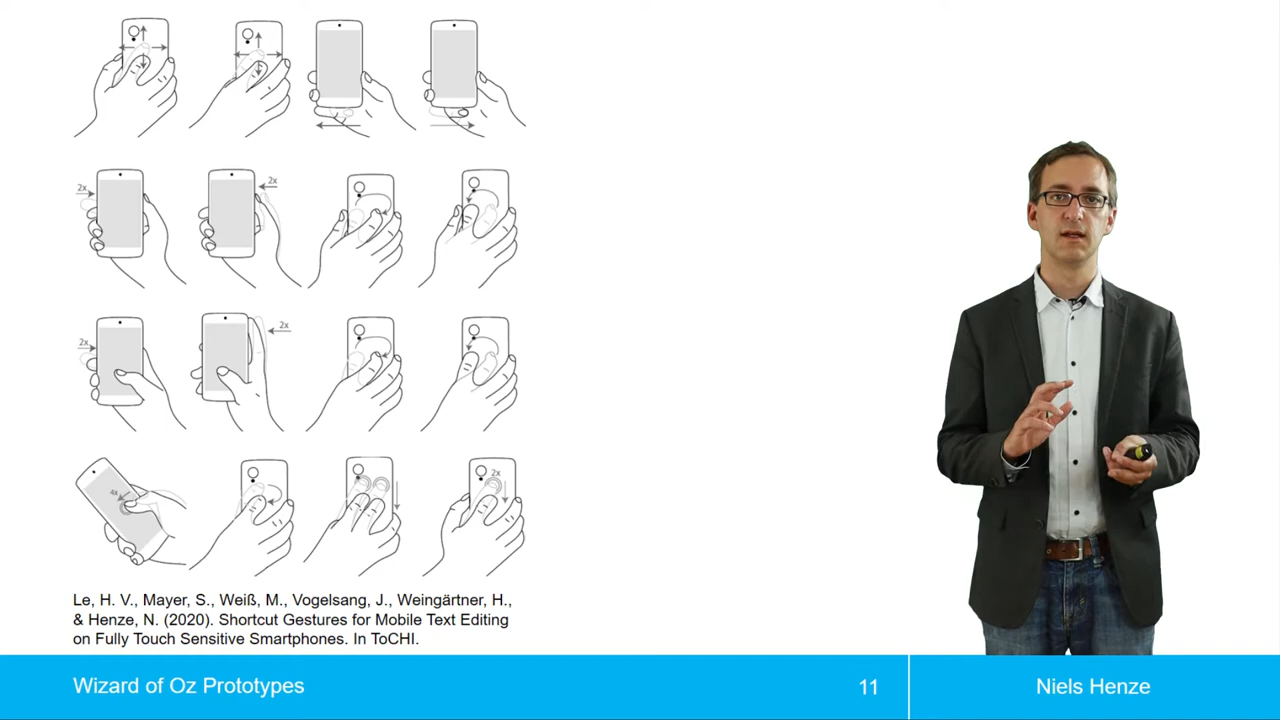 2x
2x
2x
2x
2x
Le, H. V., Mayer, S., Weiß, M., Vogelsang, J., Weingärtner, H.,
& Henze, N. (2020). Shortcut Gestures for Mobile Text Editing
on Fully Touch Sensitive Smartphones. In ToCHI.
Wizard of Oz Prototypes
11
Niels Henze